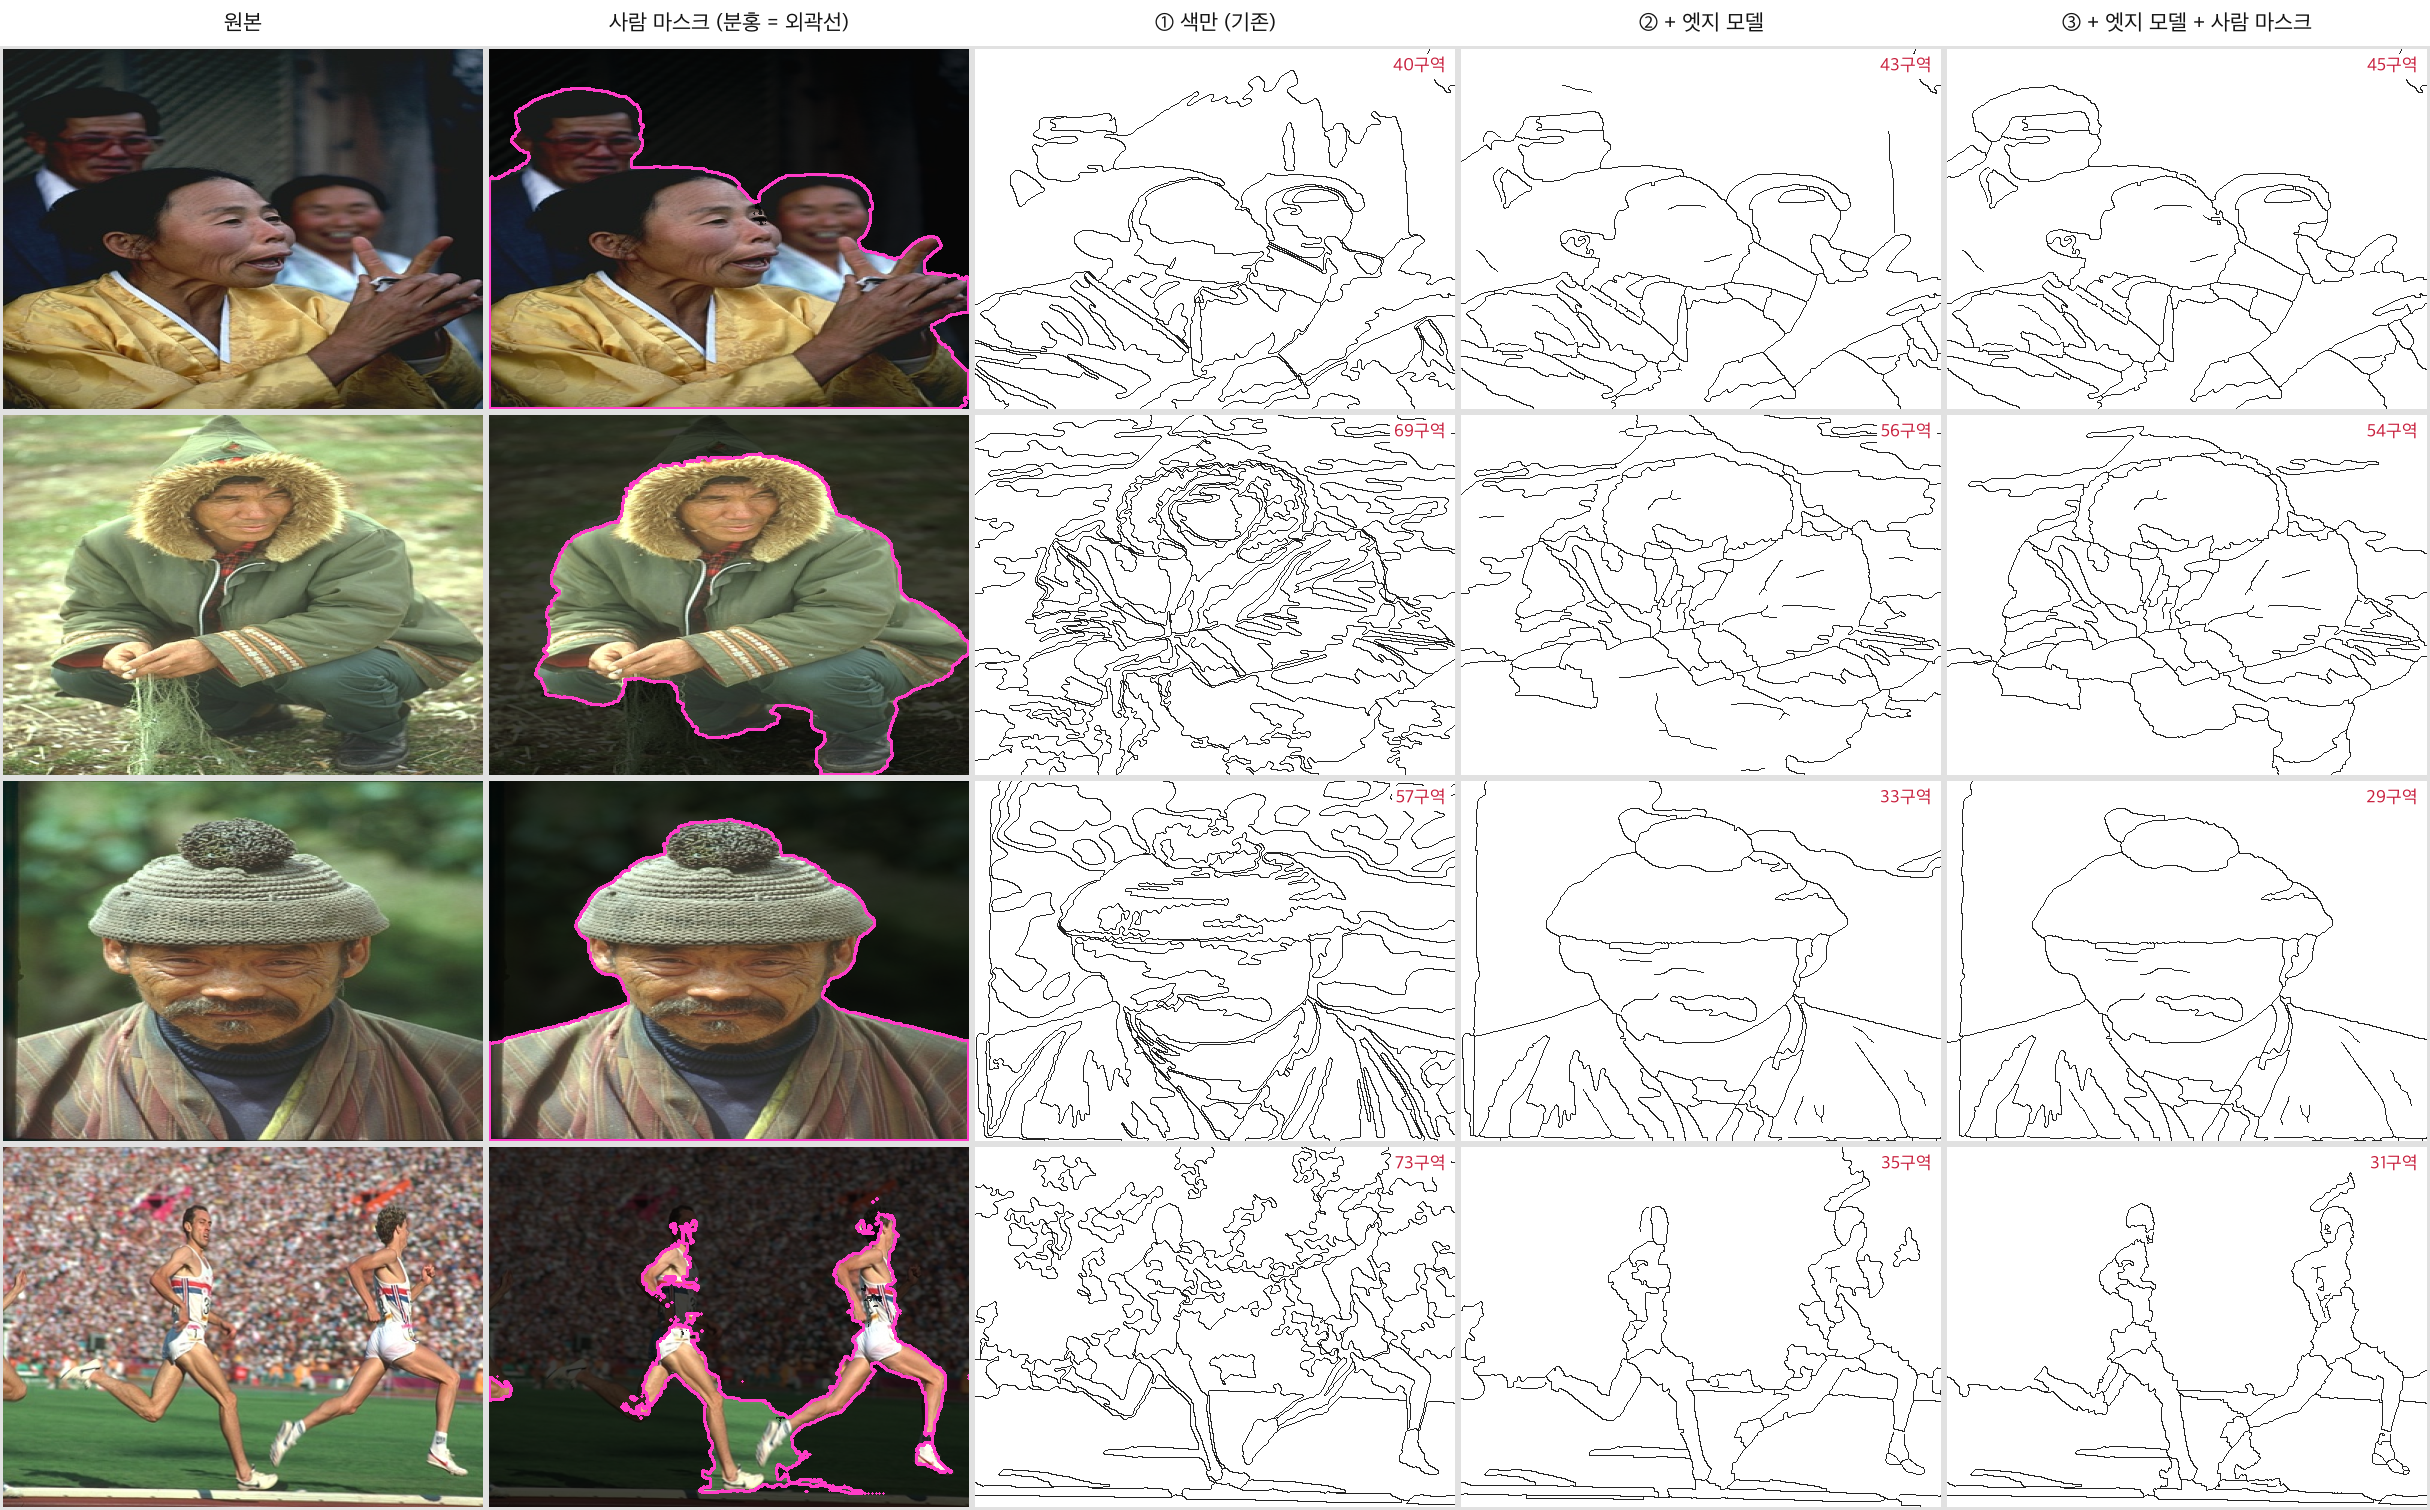 원본
사람 마스크 (분홍 = 외곽선)
① 색만 (기존)
② + 엣지 모델
③ + 엣지 모델 + 사람 마스크
40구역
43구역
45구역
69구역
56구역
54구역
57구역
33구역
29구역
73구역
35구역
31구역